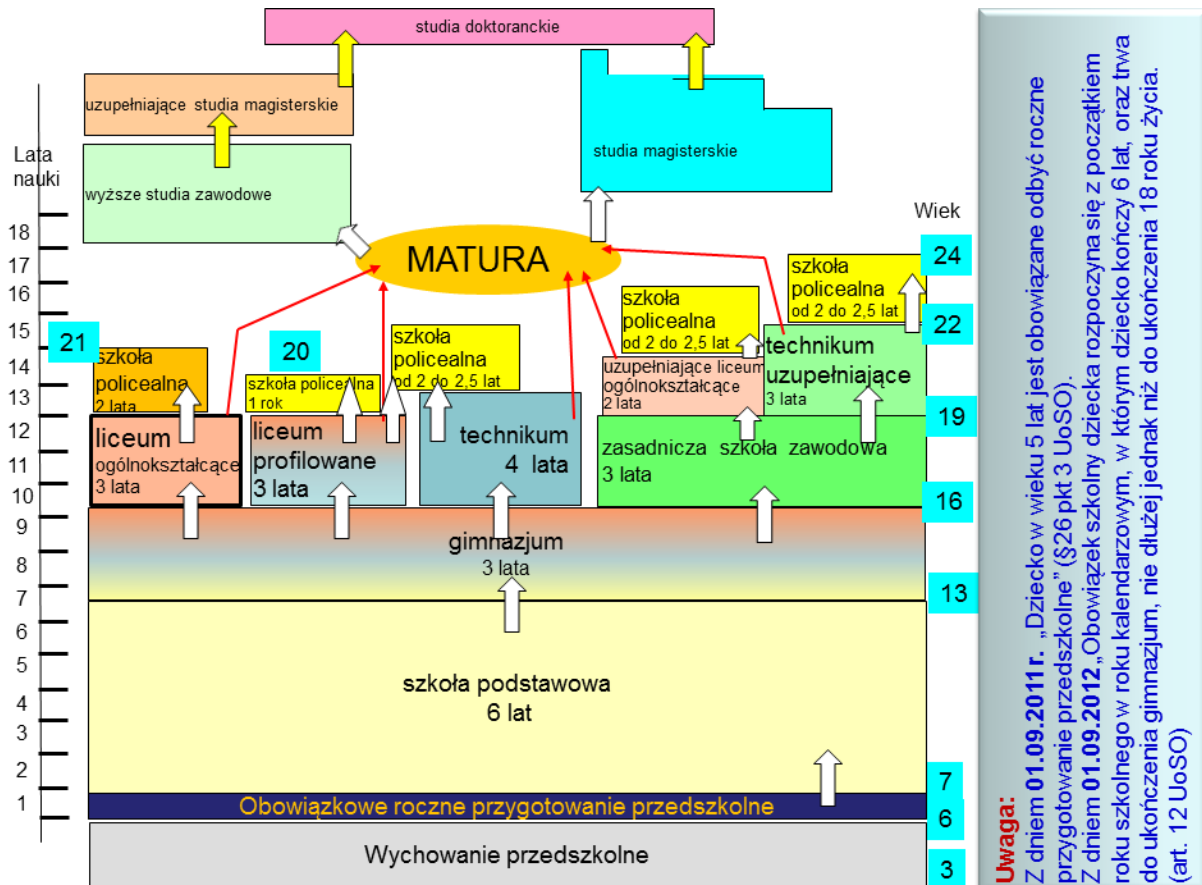 studia doktoranckie
uzupełniające studia magisterskie
studia magisterskie
wyższe studia zawodowe
Lata
nauki
Wiek
MATURA
18
17
16
15
14
13
12
11
10
9
8
7
6
5
4
3
2
1
24
22
19
16
13
7
6
3
21
20
szkoła
policealna
2 lata
szkoła policealna
1 rok
szkoła
policealna
od 2 do 2,5 lat
szkoła
policealna
od 2 do 2,5 lat
szkoła
policealna
od 2 do 2,5 lat
uzupełniające liceum
ogólnokształcące
2 lata
technikum
uzupełniające
3 lata
liceum
ogólnokształcące
3 lata
liceum
profilowane
3 lata
technikum
4 lata
zasadnicza szkoła zawodowa
3 lata
gimnazjum
3 lata
szkoła podstawowa
6 lat
Obowiązkowe roczne przygotowanie przedszkolne
Wychowanie przedszkolne
Uwaga:
Z dniem 01.09.2011 r. „Dziecko w wieku 5 lat jest obowiązane odbyć roczne
przygotowanie przedszkolne” (§26 pkt 3 UoSO).
Z dniem 01.09.2012 „Obowiązek szkolny dziecka rozpoczyna się z początkiem
roku szkolnego w roku kalendarzowym, w którym dziecko kończy 6 lat, oraz trwa
do ukończenia gimnazjum, nie dłużej jednak niż do ukończenia 18 roku życia.
(art. 12 UoSO)